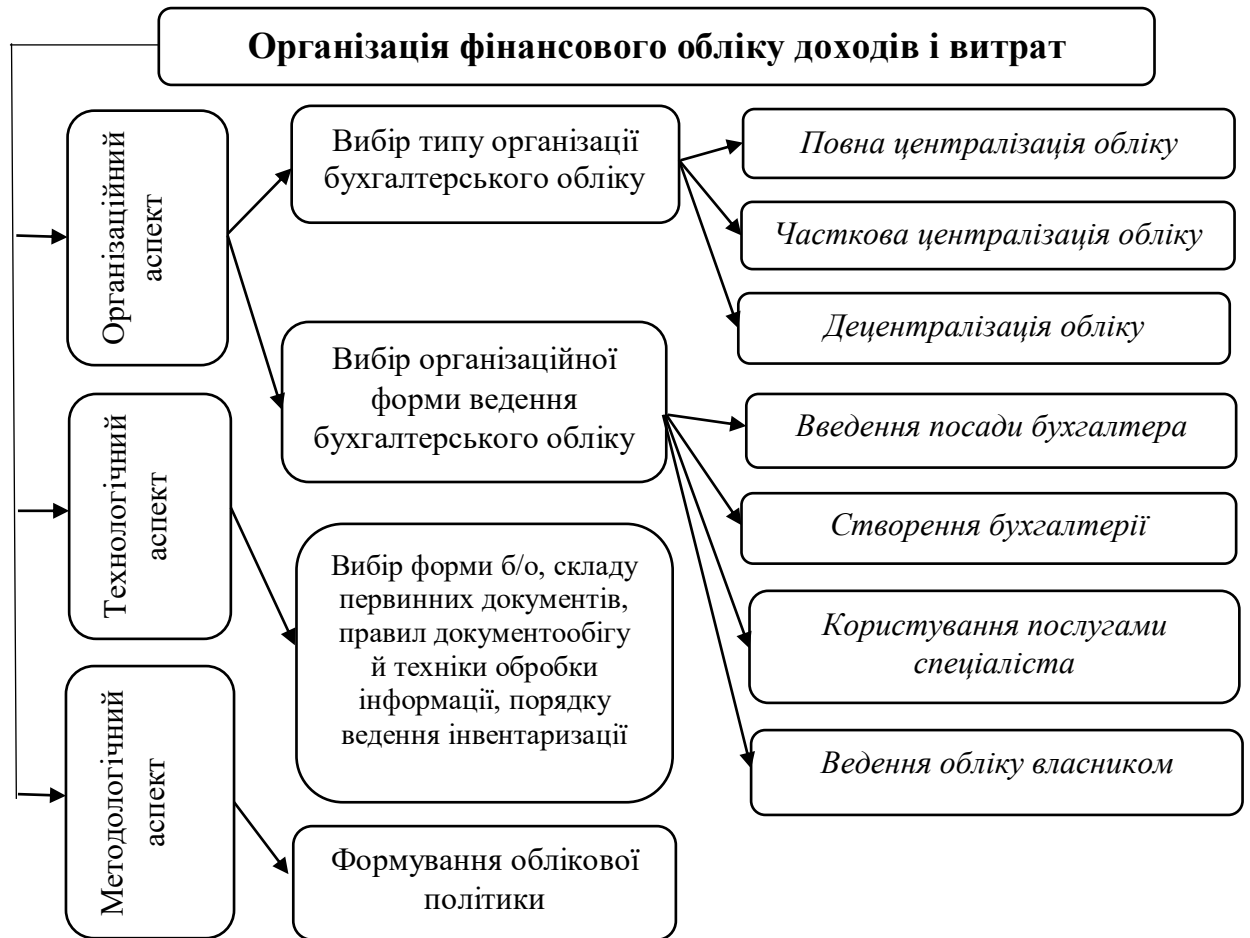 Організація фінансового обліку доходів і витрат
Організаційний
аспект
Вибір типу організації
бухгалтерського обліку
Повна централізація обліку
Часткова централізація обліку
Децентралізація обліку
Вибір організаційної
форми ведення
бухгалтерського обліку
Введення посади бухгалтера
Створення бухгалтерії
Користування послугами
спеціаліста
Ведення обліку власником
Технологічний
аспект
Вибір форми б/о, складу
первинних документів,
правил документообігу
й техніки обробки
інформації, порядку
ведення інвентаризації
Методологічний
аспект
Формування облікової
політики